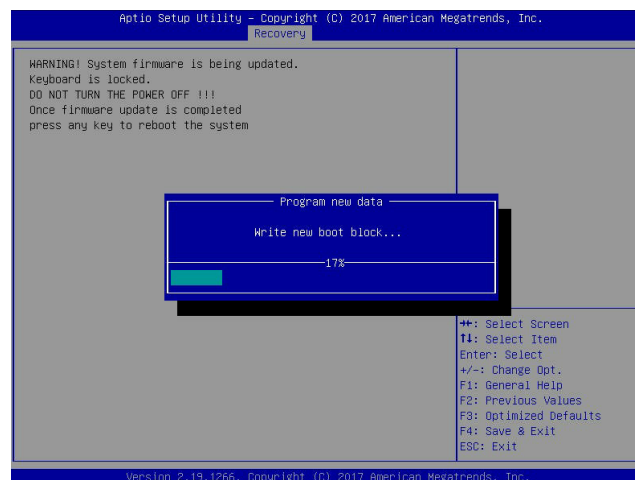 Aptio Setup Utility – Copyright (C) 2017 American Megatrends, Inc.
Recovery
WARNING! System firmware is being updated.
Keyboard is locked.
DO NOT TURN THE POWER OFF !!!
Once firmware update is completed
press any key to reboot the system
Program new data
Write new boot block...
17%
→←: Select Screen
↑↓: Select Item
Enter: Select
+/-: Change Opt.
F1: General Help
F2: Previous Values
F3: Optimized Defaults
F4: Save & Exit
ESC: Exit
Version 2.19.1266. Copyright (C) 2017 American Megatrends, Inc.